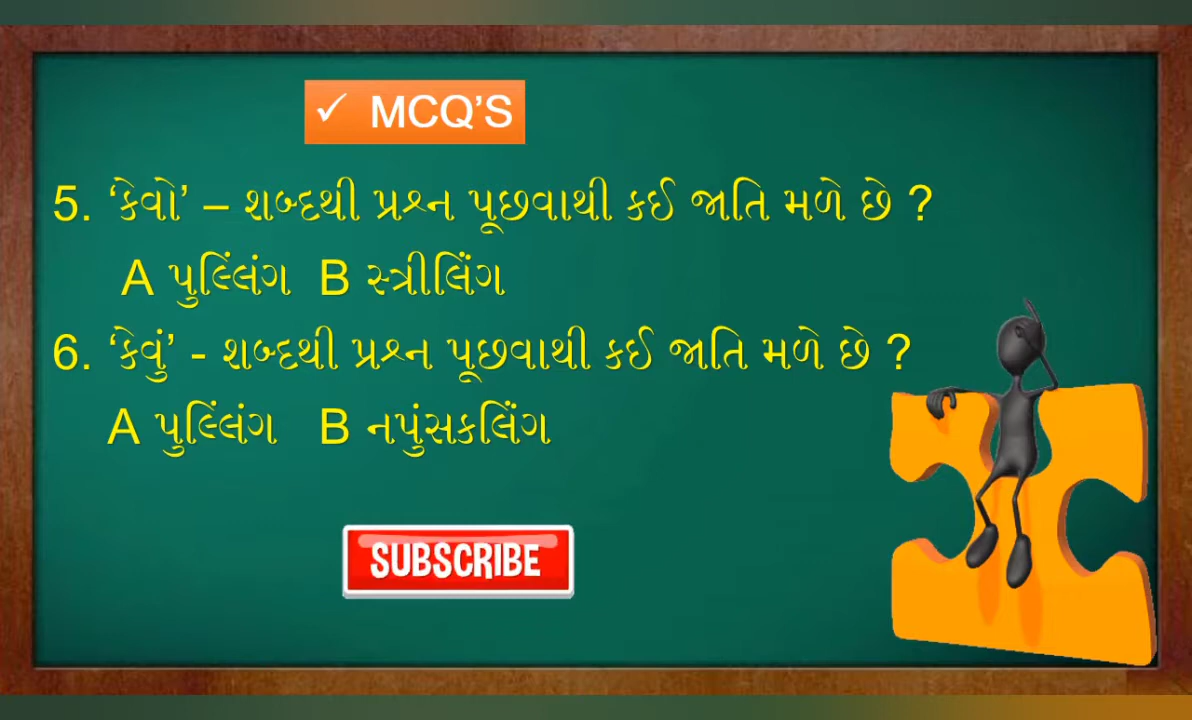 ✓ MCQ’S
5. ‘કેવો’ – શબ્દથી પ્રશ્ન પૂછવાથી કઈ જાતિ મળે છે ?
A પુલ્લિંગ B સ્ત્રીલિંગ
6. ‘કેવું’ - શબ્દથી પ્રશ્ન પૂછવાથી કઈ જાતિ મળે છે ?
A પુલ્લિંગ B નપુંસકલિંગ
SUBSCRIBE